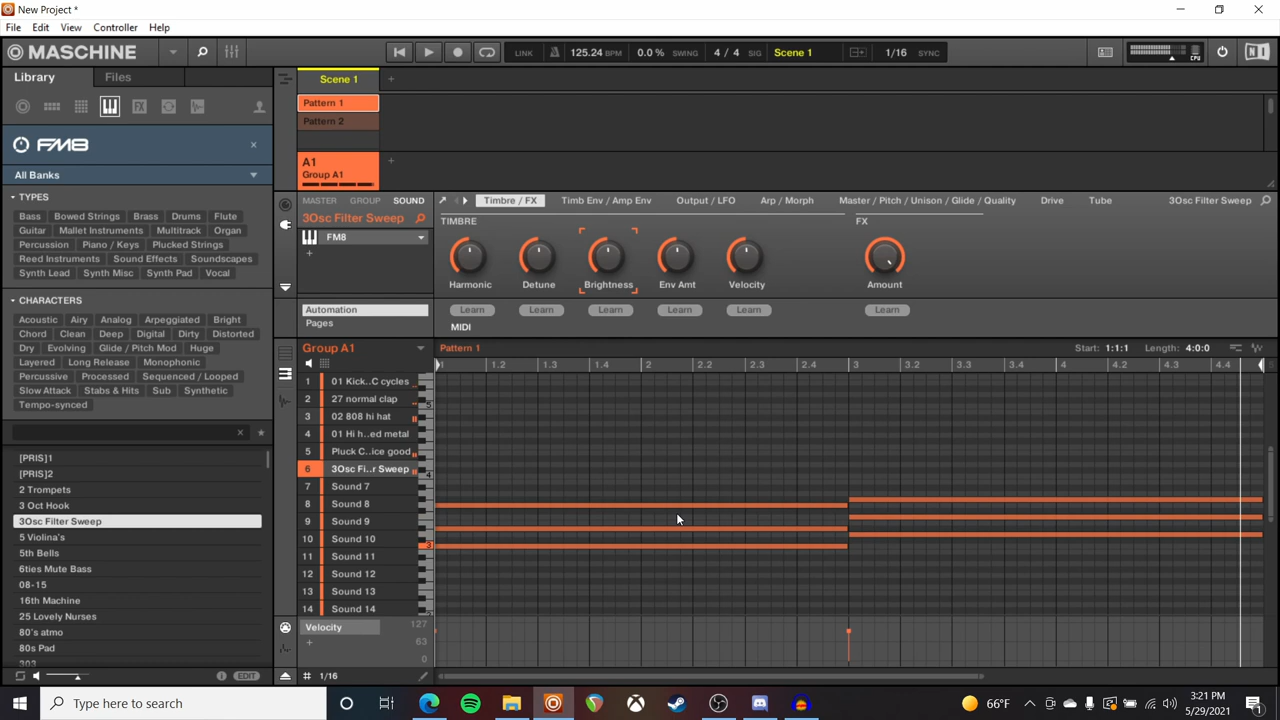 New Project *
File Edit View Controller Help
MASCHINE LINK 125.24 BPM 0.0 % SWING 4 / 4 SIG Scene 1 1/16 SYNC CPU
Library Files
Scene 1 +
Pattern 1
Pattern 2
FX
FM8 ×
A1 +
Group A1
All Banks
TYPES
Bass Bowed Strings Brass Drums Flute
Guitar Mallet Instruments Multitrack Organ
Percussion Piano / Keys Plucked Strings
Reed Instruments Sound Effects Soundscapes
Synth Lead Synth Misc Synth Pad Vocal
CHARACTERS
Acoustic Airy Analog Arpeggiated Bright
Chord Clean Deep Digital Dirty Distorted
Dry Evolving Glide / Pitch Mod Huge
Layered Long Release Monophonic
Percussive Processed Sequenced / Looped
Slow Attack Stabs & Hits Sub Synthetic
Tempo-synced
[PRIS]1
[PRIS]2
2 Trompets
3 Oct Hook
3Osc Filter Sweep
5 Violina's
5th Bells
6ties Mute Bass
08-15
16th Machine
25 Lovely Nurses
80's atmo
80s Pad
303
EDIT
MASTER GROUP SOUND Timbre / FX Timb Env / Amp Env Output / LFO Arp / Morph Master / Pitch / Unison / Glide / Quality Drive Tube 3Osc Filter Sweep
3Osc Filter Sweep
TIMBRE FX
FM8
+
Harmonic Detune Brightness Env Amt Velocity Amount
Automation Learn Learn Learn Learn Learn Learn
Pages MIDI
Group A1 Pattern 1 Start: 1:1:1 Length: 4:0:0
1 1.2 1.3 1.4 2 2.2 2.3 2.4 3 3.2 3.3 3.4 4 4.2 4.3 4.4
1 01 Kick..C cycles
2 27 normal clap
3 02 808 hi hat
4 01 Hi h..ed metal
5 Pluck C..ice good
6 3Osc Fi..r Sweep
7 Sound 7
8 Sound 8
9 Sound 9
10 Sound 10
11 Sound 11
12 Sound 12
13 Sound 13
14 Sound 14
5
4
3
Velocity 127
+ 63
0
# 1/16
Type here to search 66°F 3:21 PM
5/29/2021